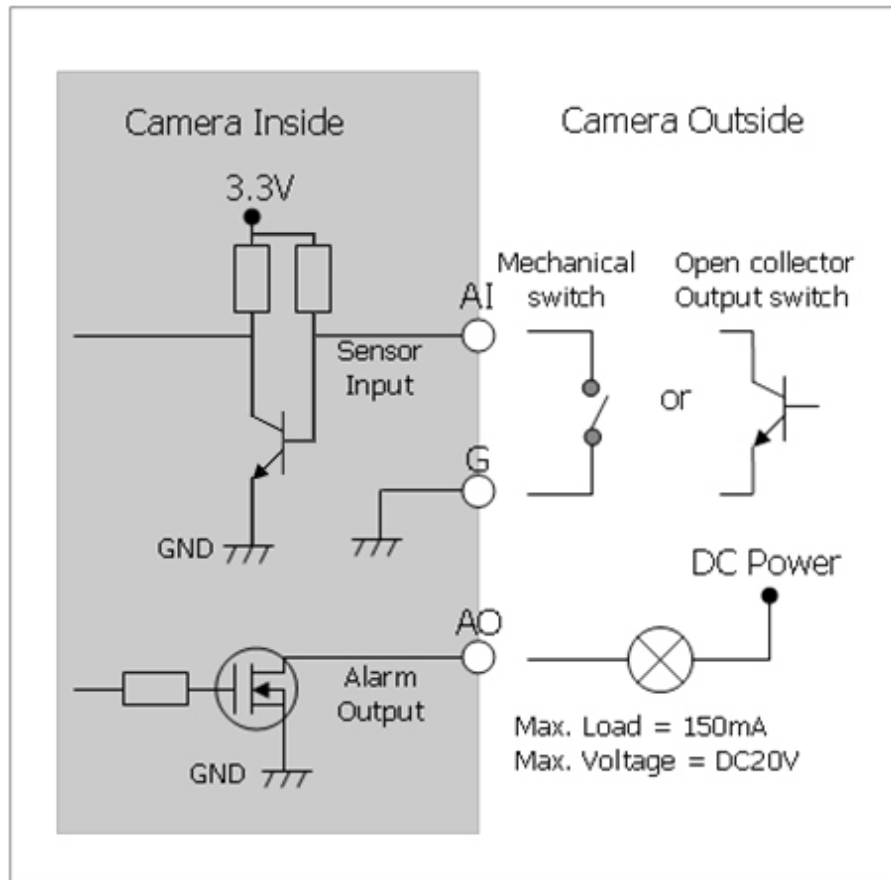 Camera Inside
Camera Outside
3.3V
AI
Sensor
Input
Mechanical
switch
or
Open collector
Output switch
G
GND
DC Power
AO
Alarm
Output
GND
Max. Load = 150mA
Max. Voltage = DC20V